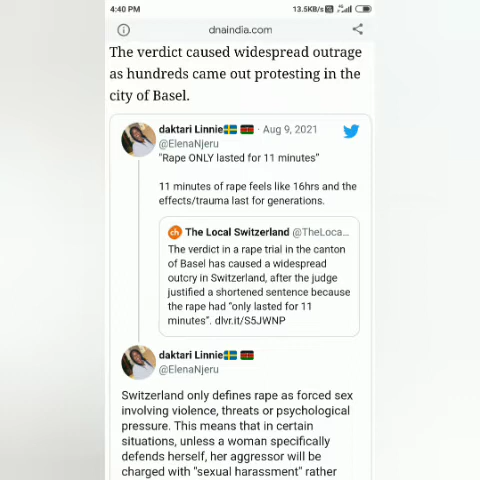 4:40 PM 13.5KB/s
dnaindia.com
The verdict caused widespread outrage
as hundreds came out protesting in the
city of Basel.
daktari Linnie🇸🇪 🇰🇪 · Aug 9, 2021
@ElenaNjeru
"Rape ONLY lasted for 11 minutes"
11 minutes of rape feels like 16hrs and the
effects/trauma last for generations.
The Local Switzerland @TheLoca...
The verdict in a rape trial in the canton
of Basel has caused a widespread
outcry in Switzerland, after the judge
justified a shortened sentence because
the rape had "only lasted for 11
minutes". dlvr.it/S5JWNP
daktari Linnie🇸🇪 🇰🇪
@ElenaNjeru
Switzerland only defines rape as forced sex
involving violence, threats or psychological
pressure. This means that in certain
situations, unless a woman specifically
defends herself, her aggressor will be
charged with "sexual harassment" rather